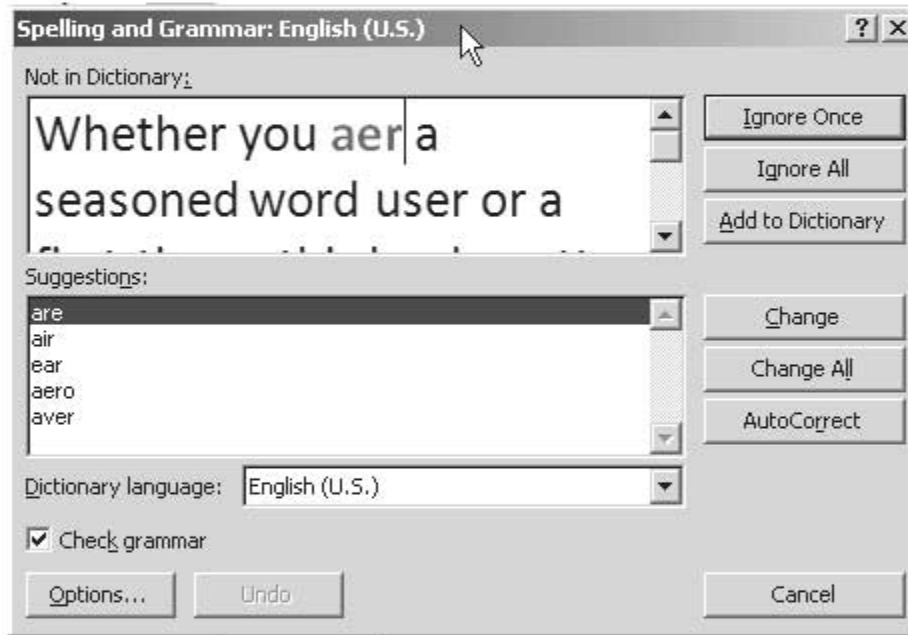 Spelling and Grammar: English (U.S.)
Not in Dictionary:
Whether you aer a
seasoned word user or a
Ignore Once
Ignore All
Add to Dictionary
Suggestions:
are
air
ear
aero
aver
Change
Change All
AutoCorrect
Dictionary language: English (U.S.)
Check grammar
Options... Undo Cancel